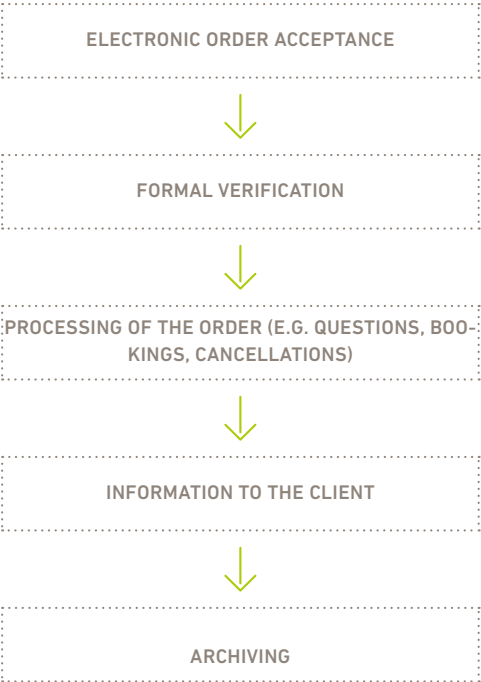 ELECTRONIC ORDER ACCEPTANCE
FORMAL VERIFICATION
PROCESSING OF THE ORDER (E.G. QUESTIONS, BOO-
KINGS, CANCELLATIONS)
INFORMATION TO THE CLIENT
ARCHIVING